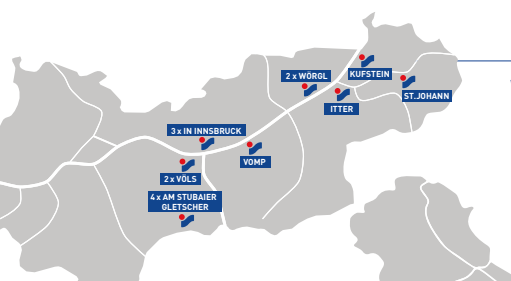 2 x WÖRGL
KUFSTEIN
ST.JOHANN
ITTER
3 x IN INNSBRUCK
VOMP
2 x VÖLS
4 x AM STUBAIER
GLETSCHER